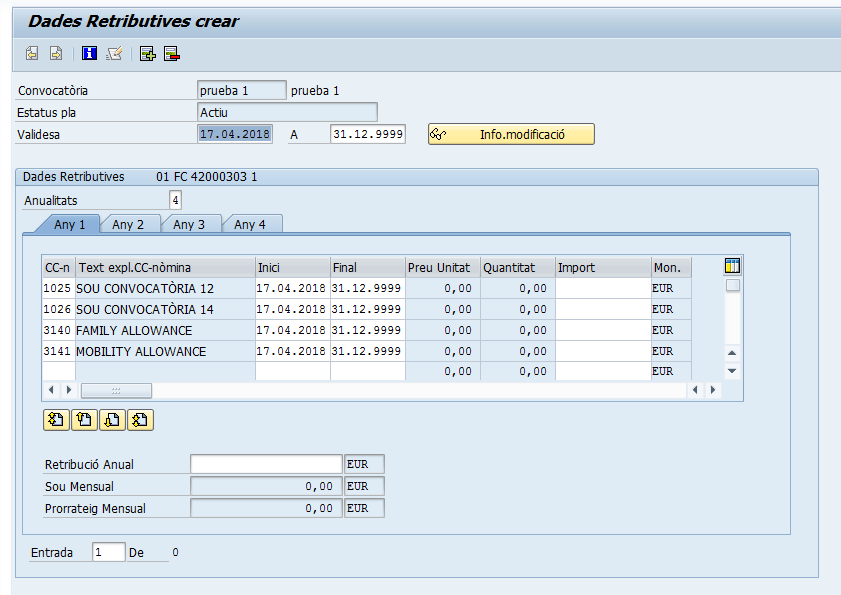 Dades Retributives crear
Convocatòria prueba 1 prueba 1
Estatus pla Actiu
Validesa 17.04.2018 A 31.12.9999 Info.modificació
Dades Retributives 01 FC 42000303 1
Anualitats 4
Any 1 Any 2 Any 3 Any 4
CC-n Text expl.CC-nòmina Inici Final Preu Unitat Quantitat Import Mon.
1025 SOU CONVOCATÒRIA 12 17.04.2018 31.12.9999 0,00 0,00 EUR
1026 SOU CONVOCATÒRIA 14 17.04.2018 31.12.9999 0,00 0,00 EUR
3140 FAMILY ALLOWANCE 17.04.2018 31.12.9999 0,00 0,00 EUR
3141 MOBILITY ALLOWANCE 17.04.2018 31.12.9999 0,00 0,00 EUR
0,00 0,00 EUR
Retribució Anual EUR
Sou Mensual 0,00 EUR
Prorrateig Mensual 0,00 EUR
Entrada 1 De 0